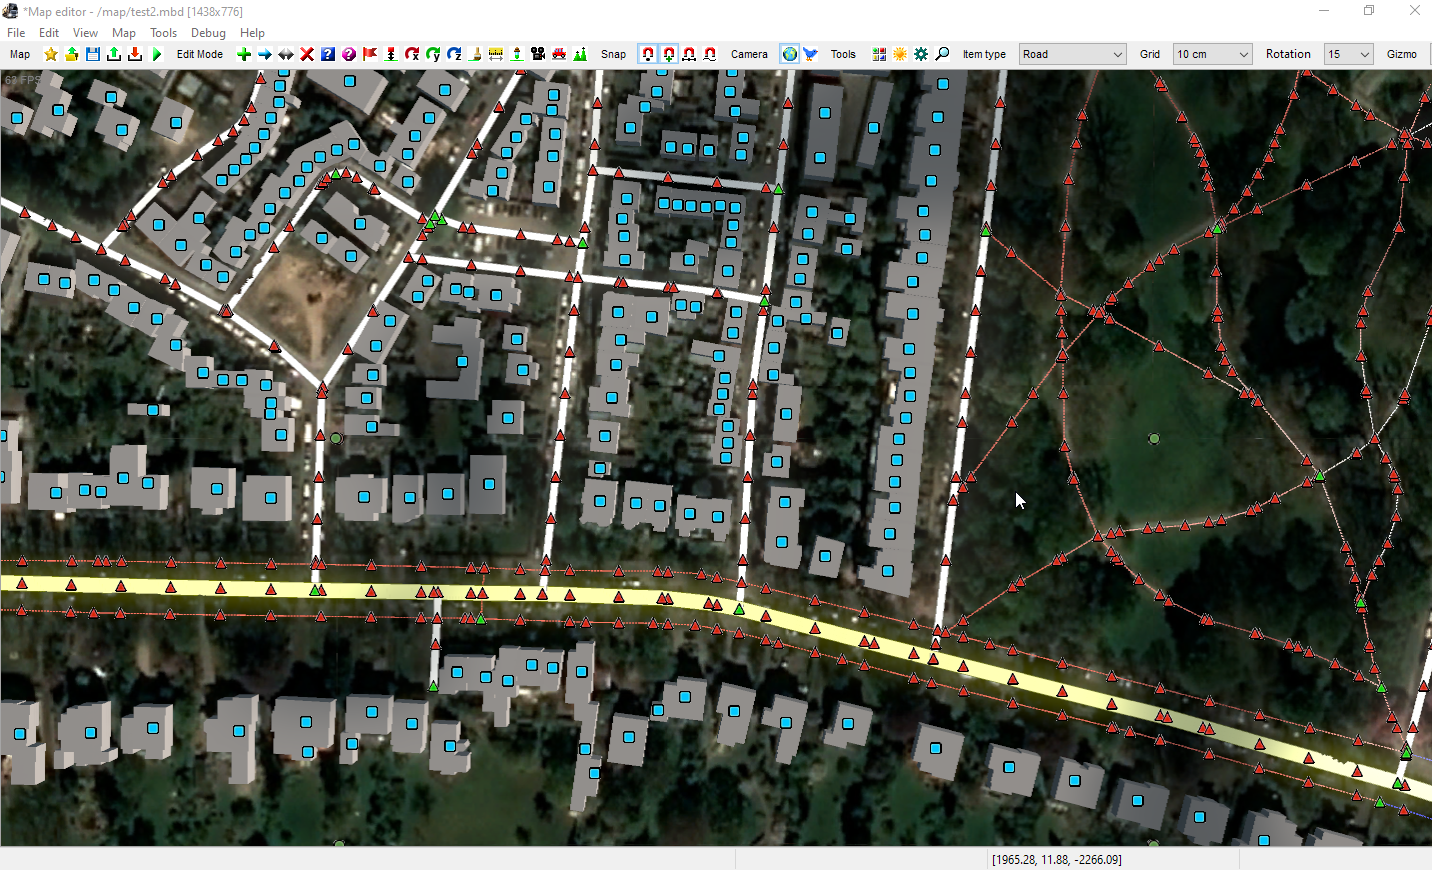 *Map editor - /map/test2.mbd [1438x776]
File Edit View Map Tools Debug Help
Map Edit Mode Snap Camera Tools Item type Road Grid 10 cm Rotation 15 Gizmo
62 FPS
[1965.28, 11.88, -2266.09]